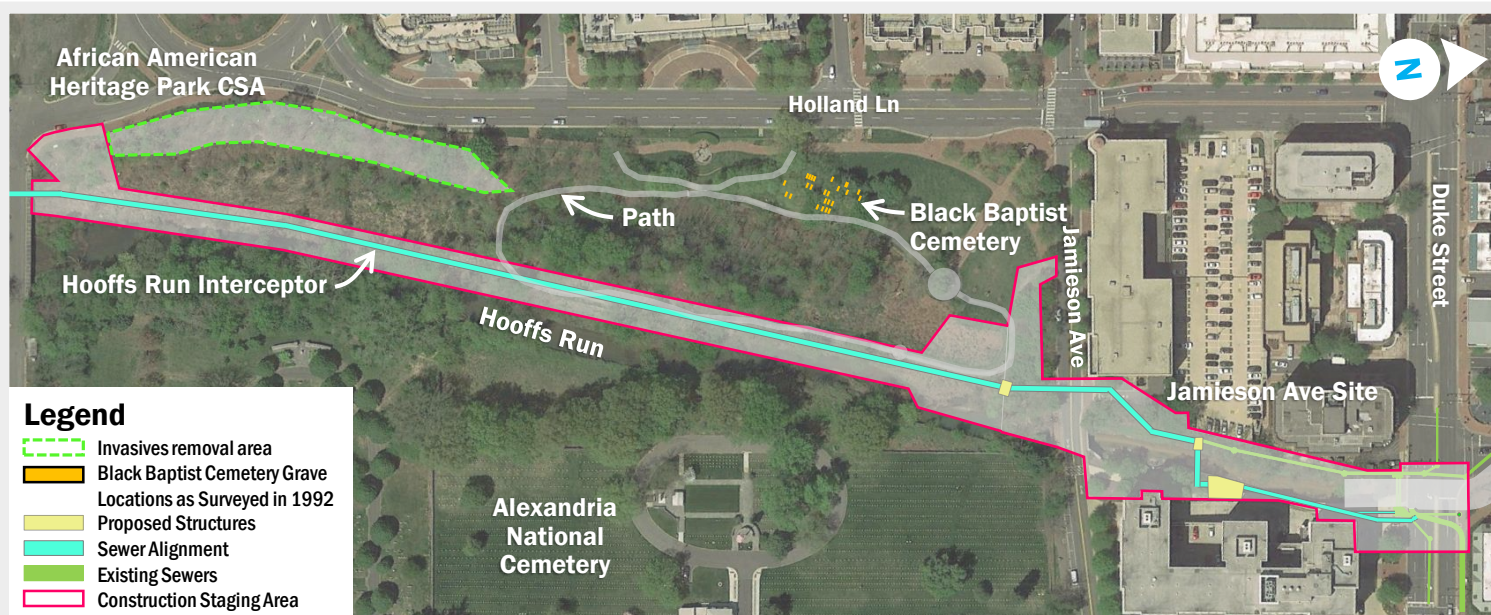 African American
Heritage Park CSA
Holland Ln
N
Path
Black Baptist
Cemetery
Jamieson Ave
Duke Street
Hooffs Run Interceptor
Hooffs Run
Jamieson Ave Site
Alexandria
National
Cemetery
Legend
Invasives removal area
Black Baptist Cemetery Grave
Locations as Surveyed in 1992
Proposed Structures
Sewer Alignment
Existing Sewers
Construction Staging Area